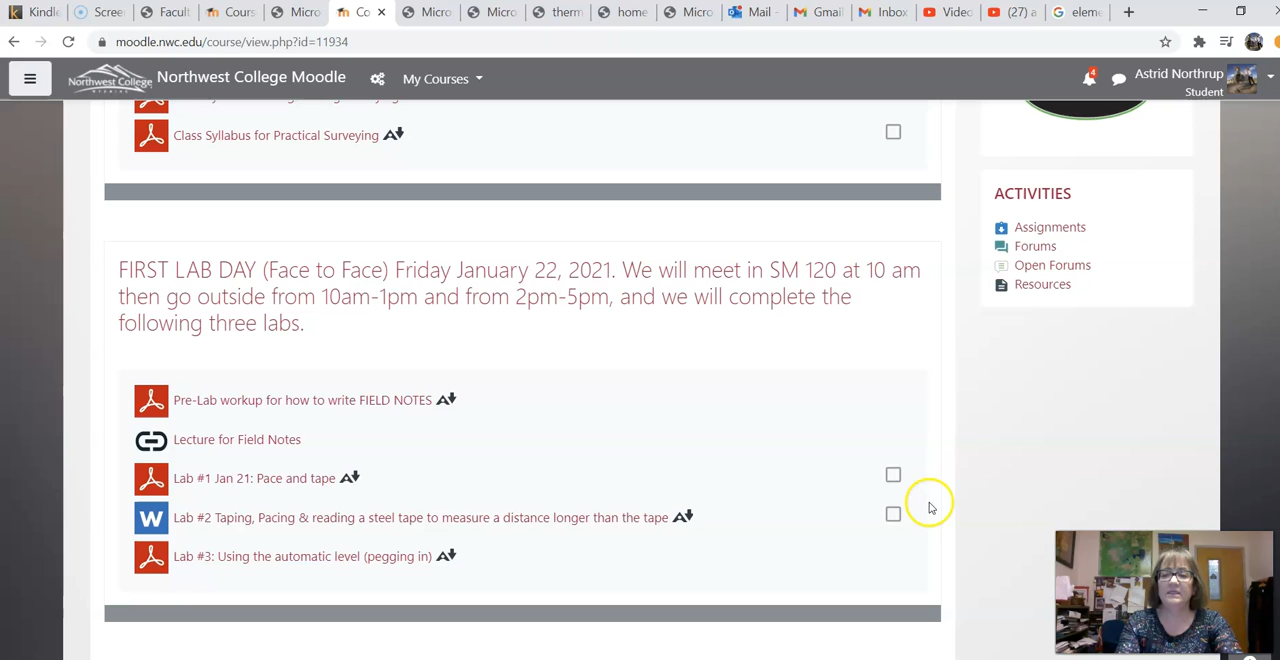 Kindl
Scree
Facult
Cours
Micro
Co
Micro
Micro
therm
home
Micro
Mail -
Gmai
Inbox
Video
(27) a
eleme
moodle.nwc.edu/course/view.php?id=11934
Northwest College
Northwest College Moodle
My Courses
4
Astrid Northrup
Student
Class Syllabus for Practical Surveying
FIRST LAB DAY (Face to Face) Friday January 22, 2021. We will meet in SM 120 at 10 am
then go outside from 10am-1pm and from 2pm-5pm, and we will complete the
following three labs.
Pre-Lab workup for how to write FIELD NOTES
Lecture for Field Notes
Lab #1 Jan 21: Pace and tape
Lab #2 Taping, Pacing & reading a steel tape to measure a distance longer than the tape
Lab #3: Using the automatic level (pegging in)
ACTIVITIES
Assignments
Forums
Open Forums
Resources